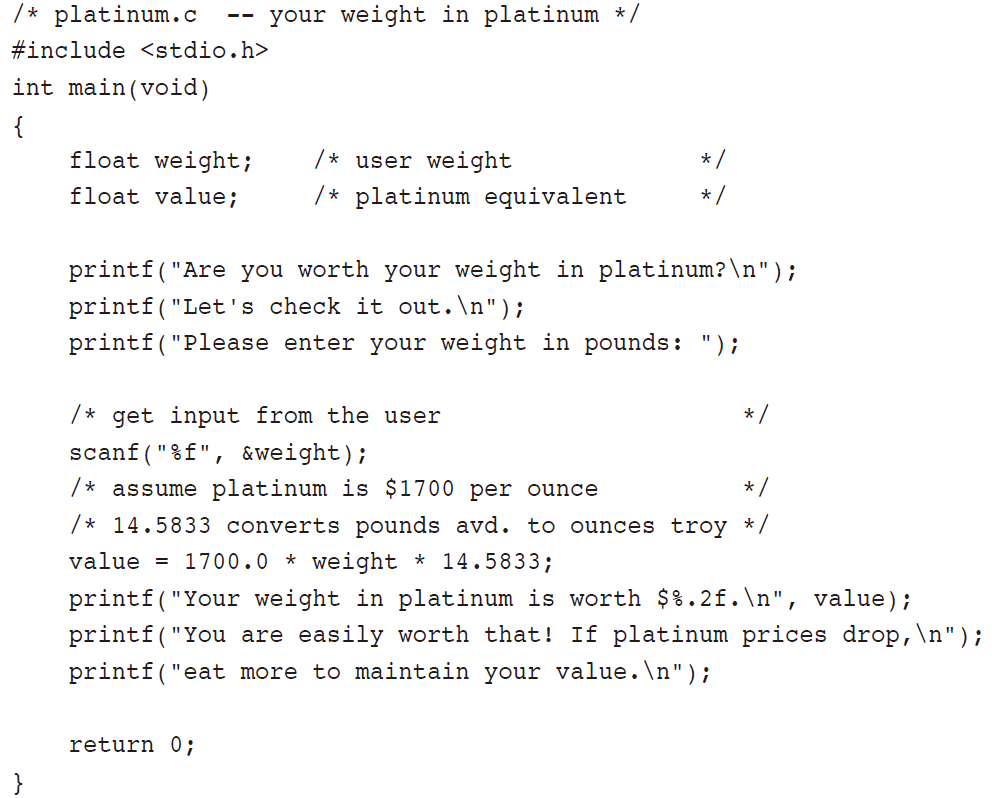 /* platinum.c  -- your weight in platinum */
#include <stdio.h>
int main(void)
{
    float weight;    /* user weight             */
    float value;     /* platinum equivalent     */

    printf("Are you worth your weight in platinum?\n");
    printf("Let's check it out.\n");
    printf("Please enter your weight in pounds: ");

    /* get input from the user                     */
    scanf("%f", &weight);
    /* assume platinum is $1700 per ounce          */
    /* 14.5833 converts pounds avd. to ounces troy */
    value = 1700.0 * weight * 14.5833;
    printf("Your weight in platinum is worth $%.2f.\n", value);
    printf("You are easily worth that! If platinum prices drop,\n");
    printf("eat more to maintain your value.\n");

    return 0;
}